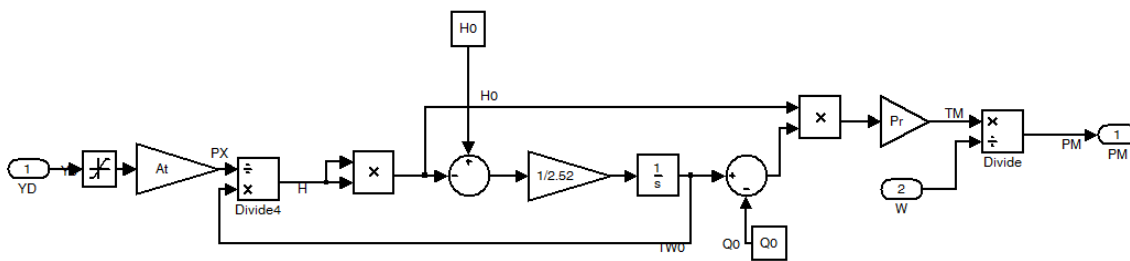 H0
H0
1
YD
Y
At
PX
÷
×
Divide4
H
×
+
-
1/2.52
1
s
TW0
+
-
Q0
Q0
×
Pr
TM
×
÷
Divide
2
W
PM
1
PM